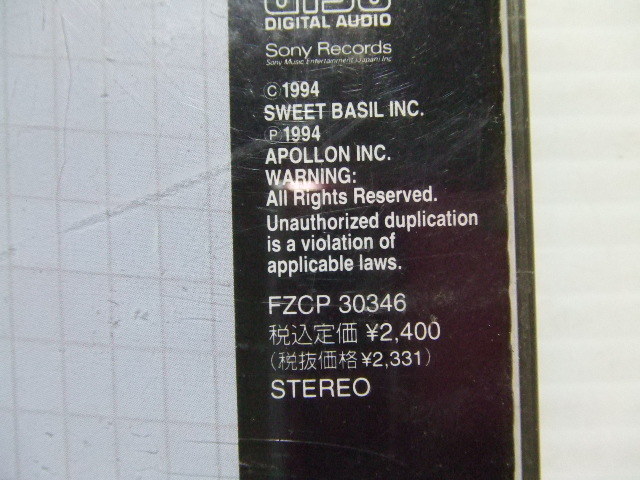 DIGITAL AUDIO
Sony Records
Sony Music Entertainment (Japan) Inc
Ⓒ 1994
SWEET BASIL INC.
Ⓟ 1994
APOLLON INC.
WARNING:
All Rights Reserved.
Unauthorized duplication
is a violation of
applicable laws.
FZCP 30346
税込定価 ¥2,400
(税抜価格¥2,331)
STEREO